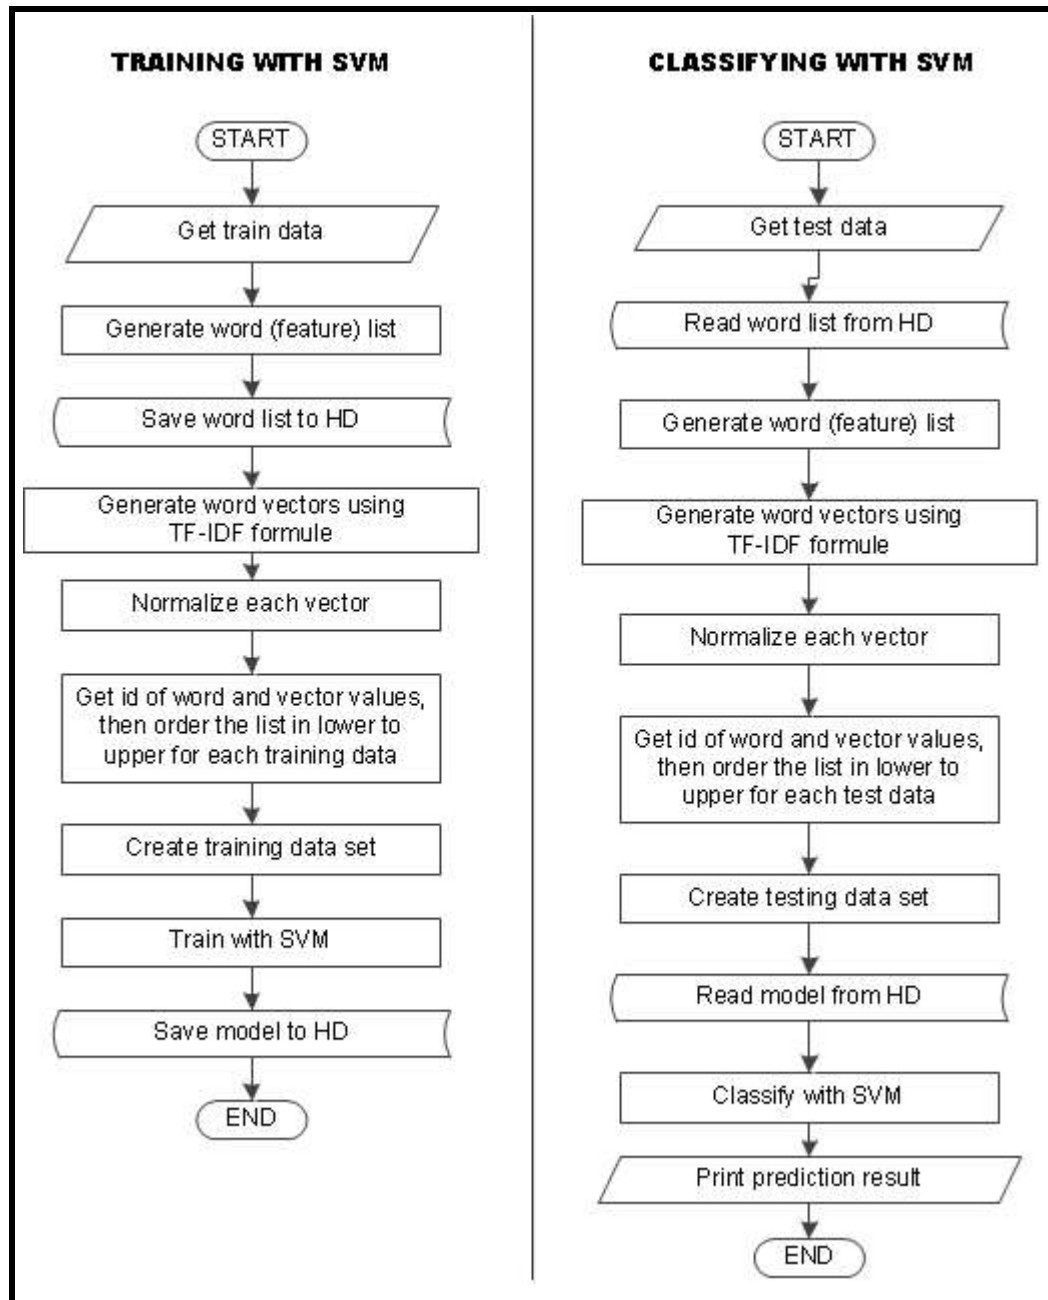 TRAINING WITH SVM
START
Get train data
Generate word (feature) list
Save word list to HD
Generate word vectors using
TF-IDF formule
Normalize each vector
Get id of word and vector values,
then order the list in lower to
upper for each training data
Create training data set
Train with SVM
Save model to HD
END
CLASSIFYING WITH SVM
START
Get test data
Read word list from HD
Generate word (feature) list
Generate word vectors using
TF-IDF formule
Normalize each vector
Get id of word and vector values,
then order the list in lower to
upper for each test data
Create testing data set
Read model from HD
Classify with SVM
Print prediction result
END